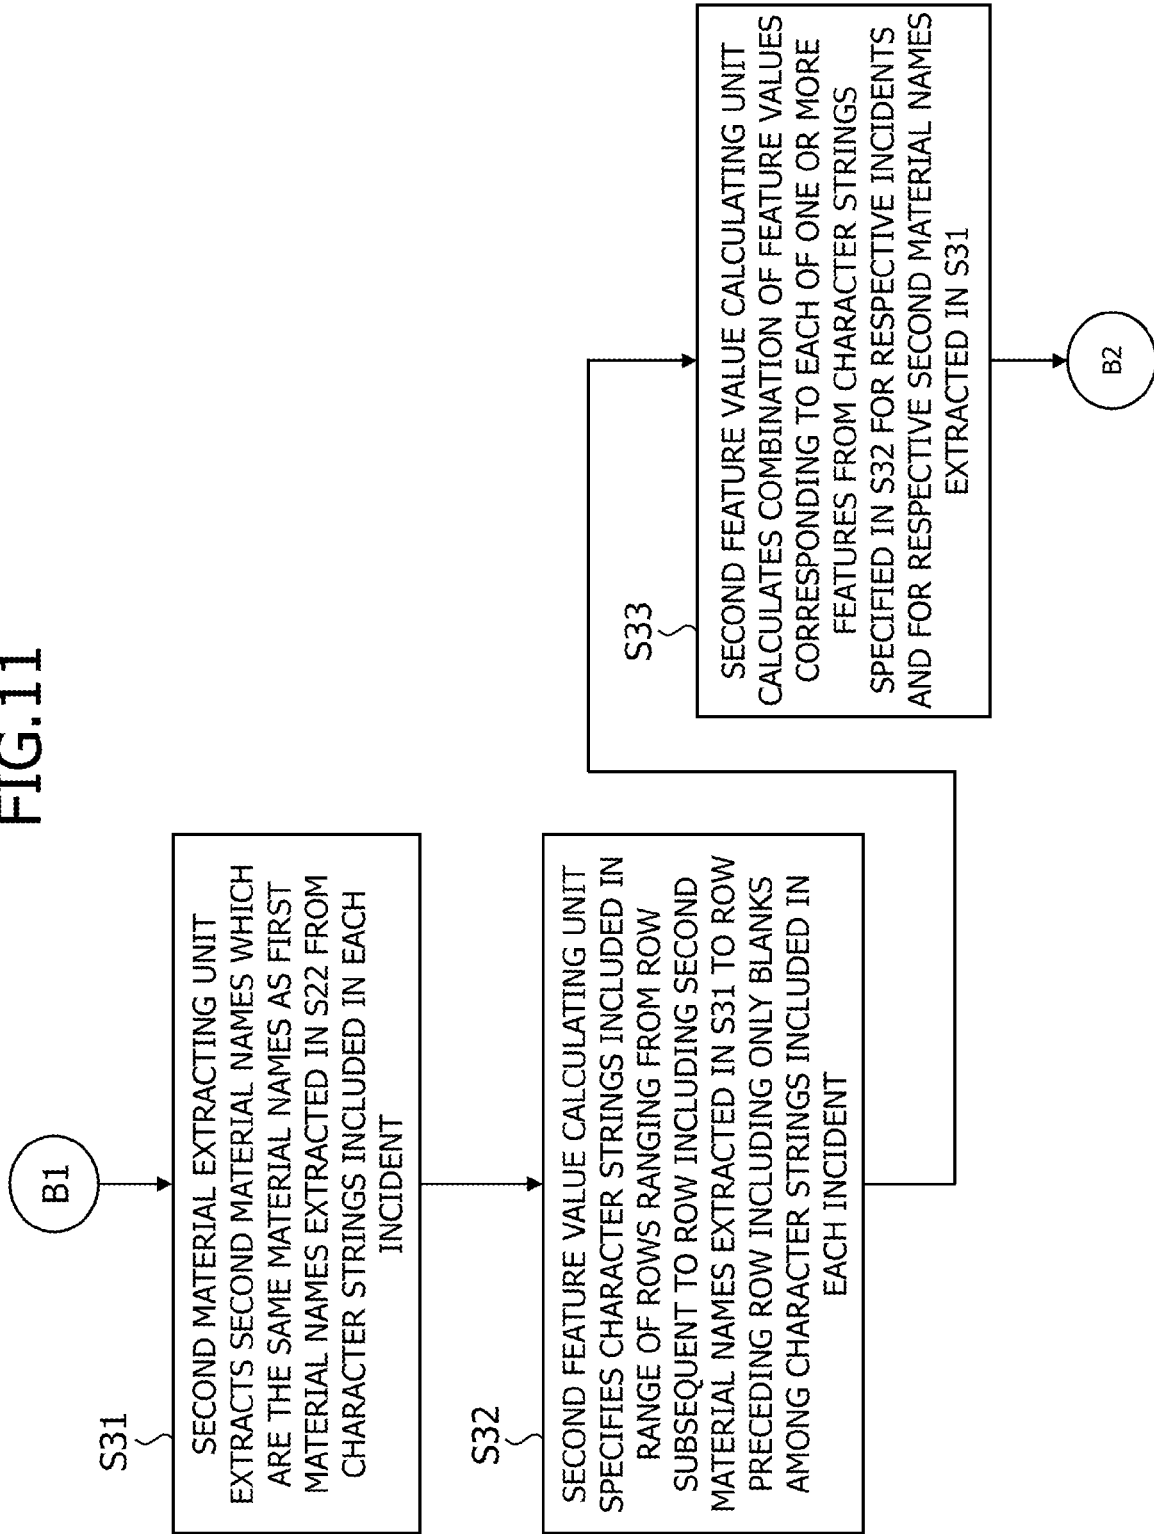 FIG.11
B1
S31
SECOND MATERIAL EXTRACTING UNIT
EXTRACTS SECOND MATERIAL NAMES WHICH
ARE THE SAME MATERIAL NAMES AS FIRST
MATERIAL NAMES EXTRACTED IN S22 FROM
CHARACTER STRINGS INCLUDED IN EACH
INCIDENT
S32
SECOND FEATURE VALUE CALCULATING UNIT
SPECIFIES CHARACTER STRINGS INCLUDED IN
RANGE OF ROWS RANGING FROM ROW
SUBSEQUENT TO ROW INCLUDING SECOND
MATERIAL NAMES EXTRACTED IN S31 TO ROW
PRECEDING ROW INCLUDING ONLY BLANKS
AMONG CHARACTER STRINGS INCLUDED IN
EACH INCIDENT
S33
SECOND FEATURE VALUE CALCULATING UNIT
CALCULATES COMBINATION OF FEATURE VALUES
CORRESPONDING TO EACH OF ONE OR MORE
FEATURES FROM CHARACTER STRINGS
SPECIFIED IN S32 FOR RESPECTIVE INCIDENTS
AND FOR RESPECTIVE SECOND MATERIAL NAMES
EXTRACTED IN S31
B2